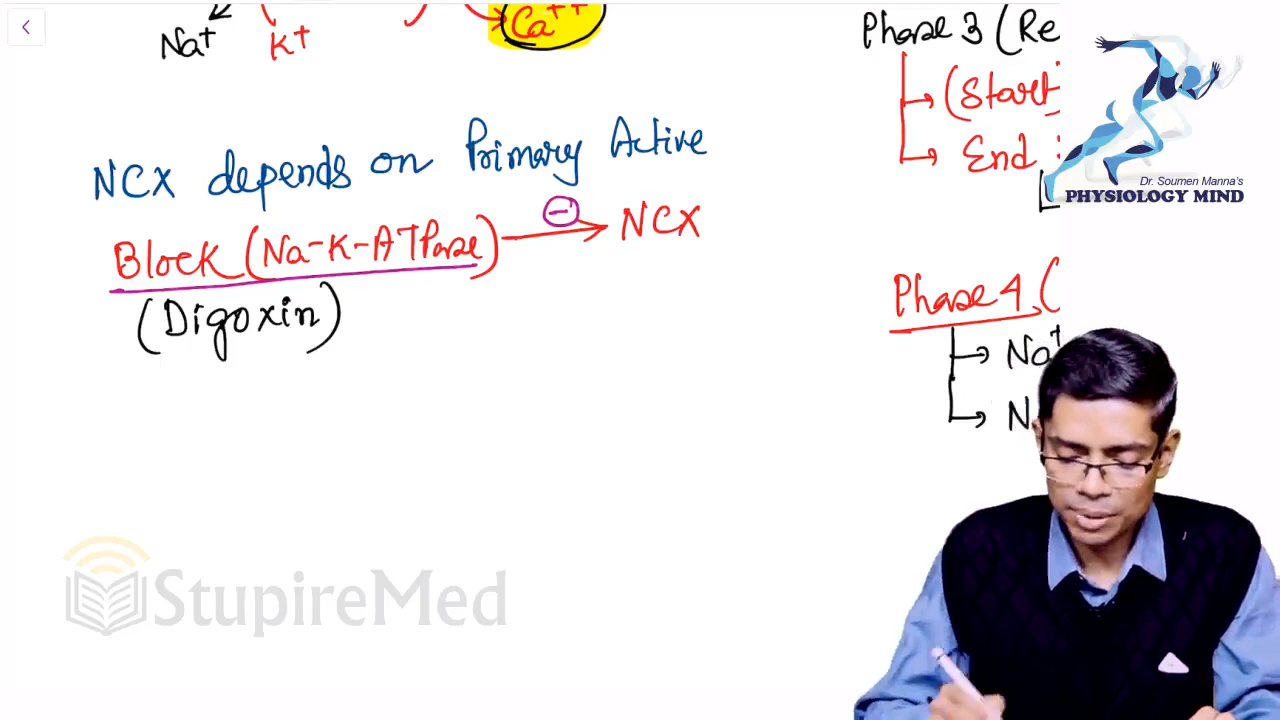 Na+ K+ Ca++
NCX depends on Primary Active
Block (Na-K-ATPase) ⊖→ NCX
(Digoxin)
Phase 3 (Re
→ (Start
→ End :
Phase 4 (
→ Na+
→ N
Dr. Soumen Manna's
PHYSIOLOGY MIND
StupireMed